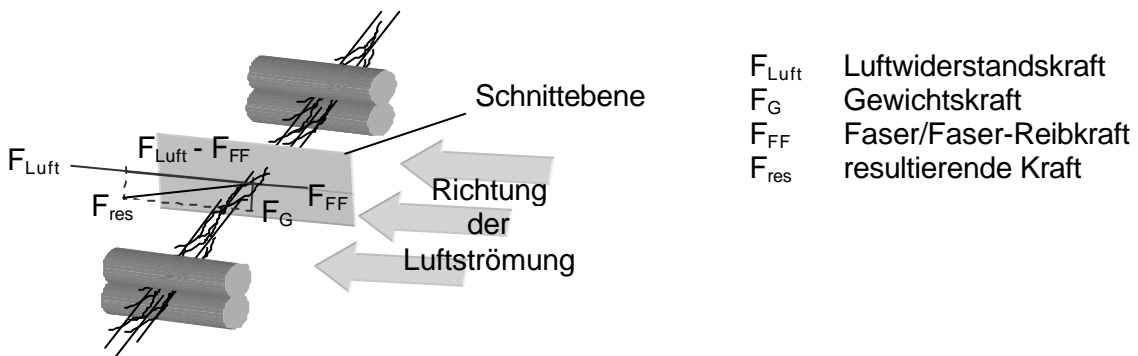 Schnittebene
F_Luft
F_Luft - F_FF
F_FF
F_res
F_G
Richtung
der
Luftströmung
F_Luft Luftwiderstandskraft
F_G Gewichtskraft
F_FF Faser/Faser-Reibkraft
F_res resultierende Kraft